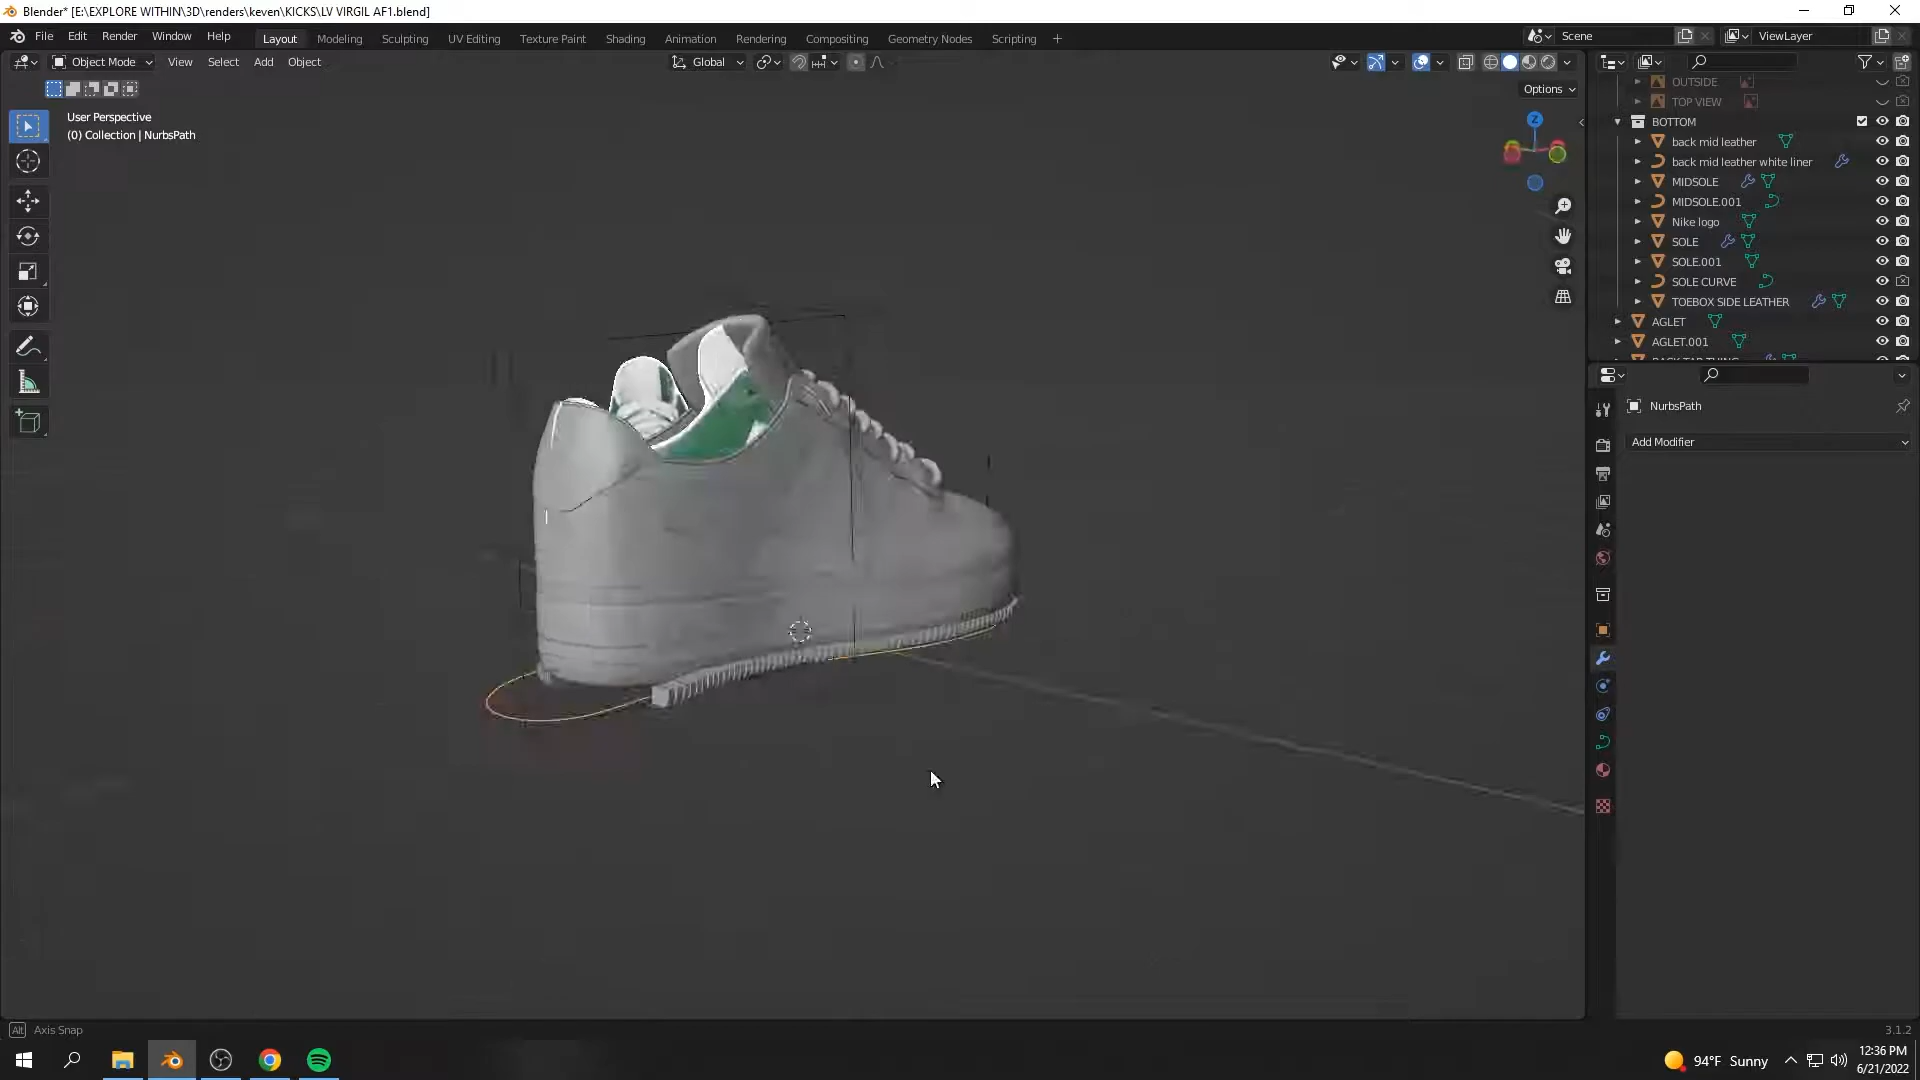 Blender* [E:\EXPLORE WITHIN\3D\renders\keven\KICKS\LV VIRGIL AF1.blend]
File Edit Render Window Help Layout Modeling Sculpting UV Editing Texture Paint Shading Animation Rendering Compositing Geometry Nodes Scripting + Scene ViewLayer
Object Mode View Select Add Object Global
Options
User Perspective
(0) Collection | NurbsPath
Z
OUTSIDE
TOP VIEW
BOTTOM
back mid leather
back mid leather white liner
MIDSOLE
MIDSOLE.001
Nike logo
SOLE
SOLE.001
SOLE CURVE
TOEBOX SIDE LEATHER
AGLET
AGLET.001
NurbsPath
Add Modifier
Alt Axis Snap
3.1.2
94°F Sunny
12:36 PM
6/21/2022